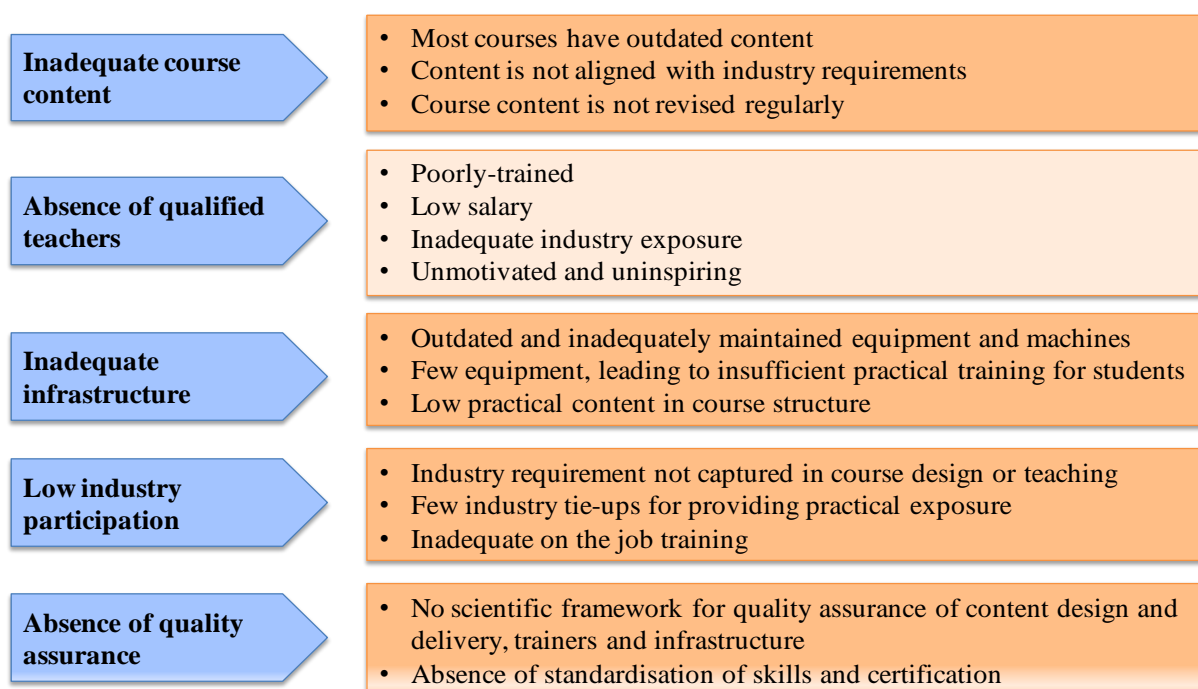 Inadequate course
content
• Most courses have outdated content
• Content is not aligned with industry requirements
• Course content is not revised regularly
Absence of qualified
teachers
• Poorly-trained
• Low salary
• Inadequate industry exposure
• Unmotivated and uninspiring
Inadequate
infrastructure
• Outdated and inadequately maintained equipment and machines
• Few equipment, leading to insufficient practical training for students
• Low practical content in course structure
Low industry
participation
• Industry requirement not captured in course design or teaching
• Few industry tie-ups for providing practical exposure
• Inadequate on the job training
Absence of quality
assurance
• No scientific framework for quality assurance of content design and
delivery, trainers and infrastructure
• Absence of standardisation of skills and certification